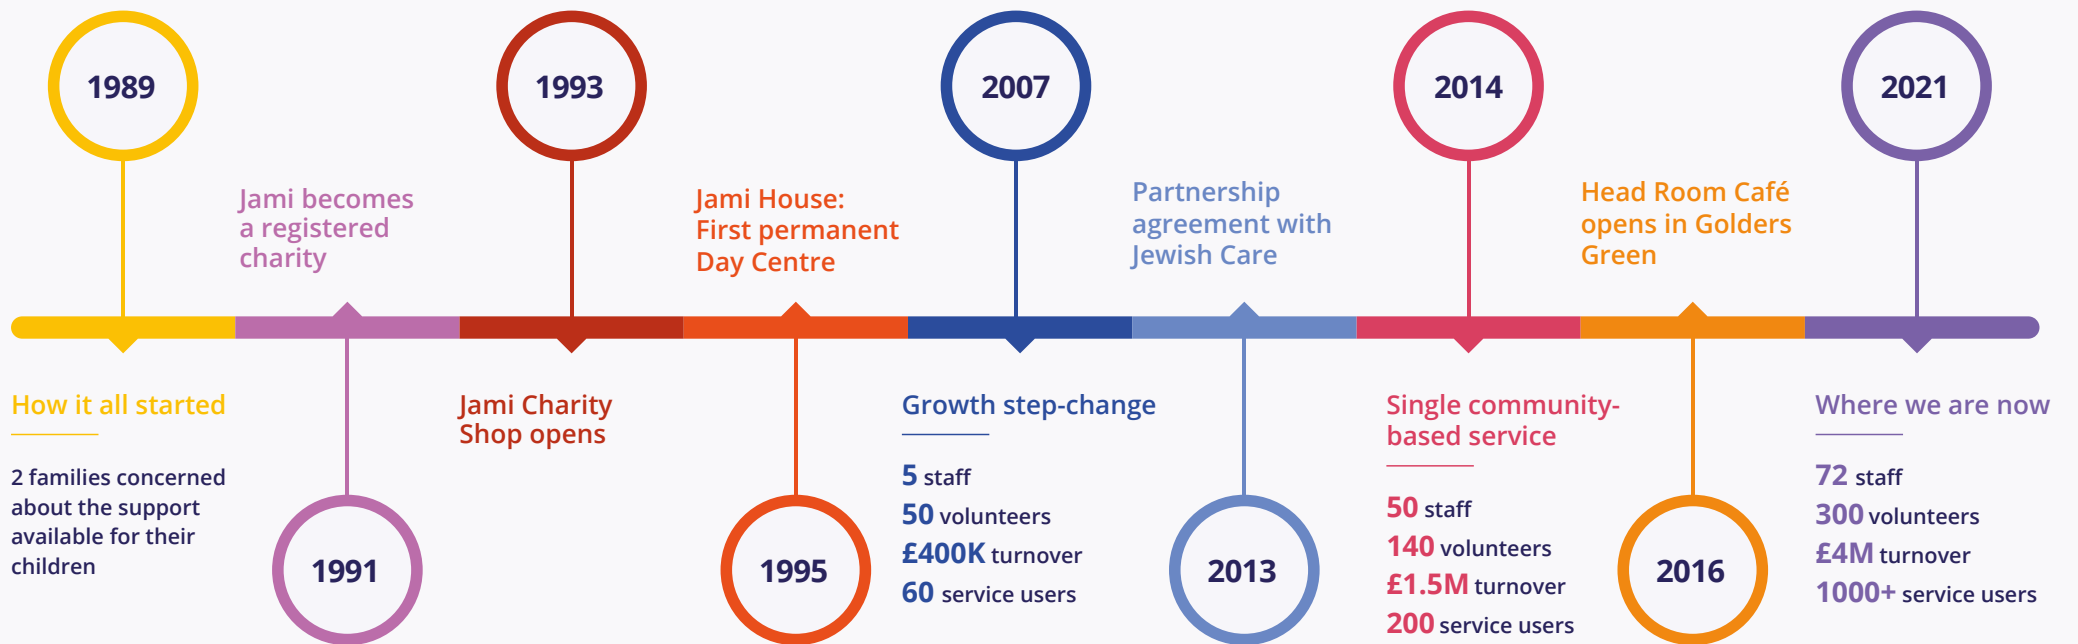 1989
How it all started
2 families concerned
about the support
available for their
children
Jami becomes
a registered
charity
1991
1993
Jami Charity
Shop opens
Jami House:
First permanent
Day Centre
1995
2007
Growth step-change
5 staff
50 volunteers
£400K turnover
60 service users
Partnership
agreement with
Jewish Care
2013
2014
Single community-
based service
50 staff
140 volunteers
£1.5M turnover
200 service users
Head Room Café
opens in Golders
Green
2016
2021
Where we are now
72 staff
300 volunteers
£4M turnover
1000+ service users